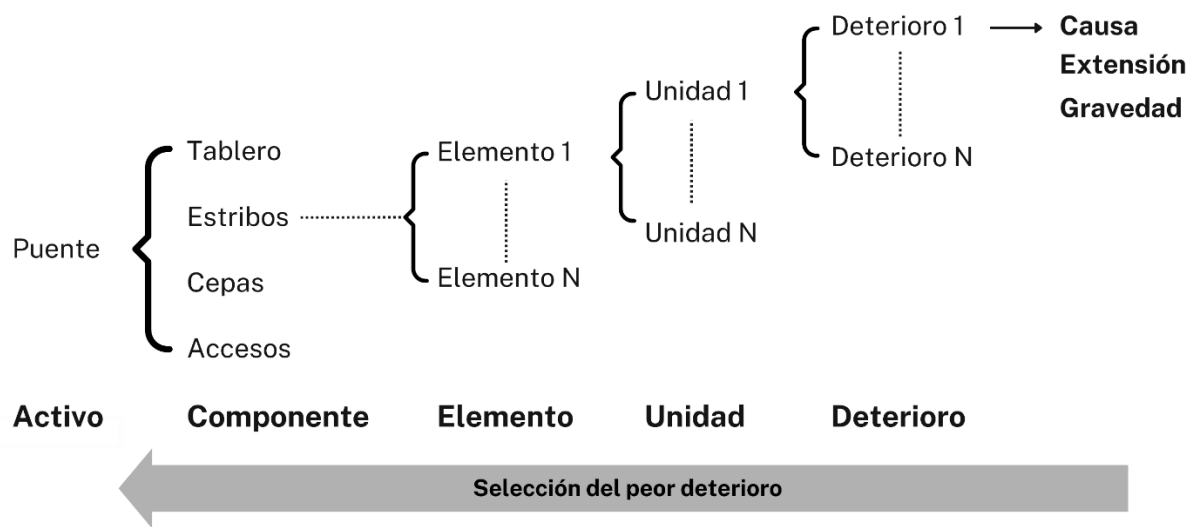 Puente
Tablero
Estribos
Cepas
Accesos
Elemento 1
Elemento N
Unidad 1
Unidad N
Deterioro 1
Deterioro N
Causa
Extensión
Gravedad
Activo
Componente
Elemento
Unidad
Deterioro
Selección del peor deterioro